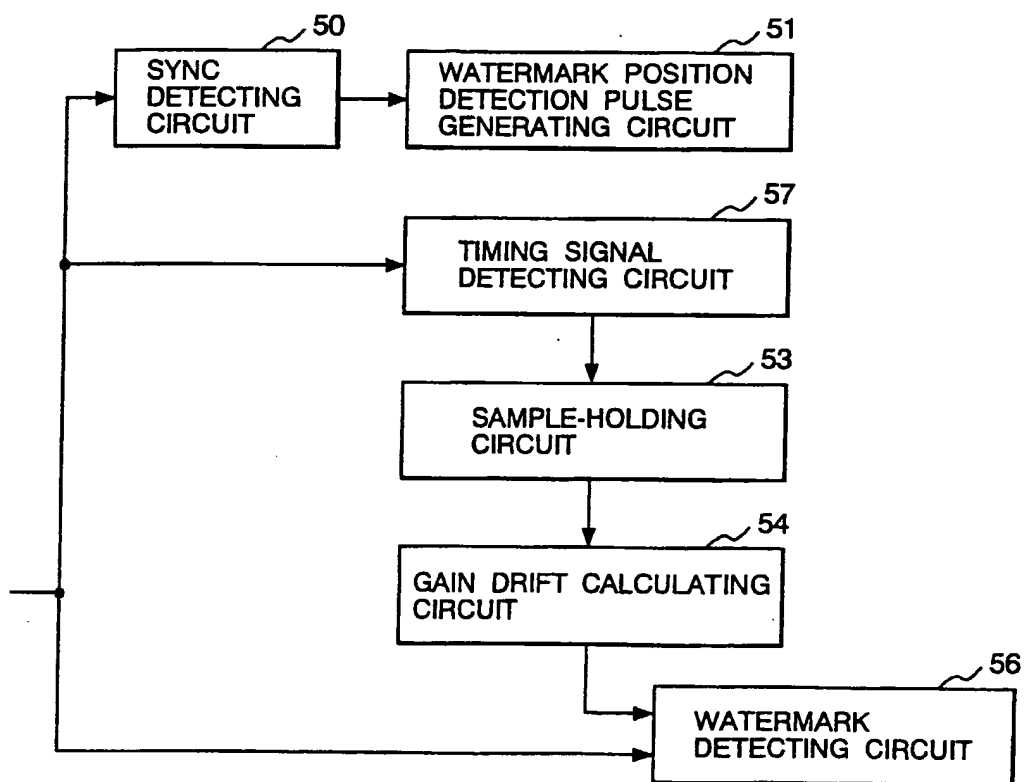 50
SYNC
DETECTING
CIRCUIT
51
WATERMARK POSITION
DETECTION PULSE
GENERATING CIRCUIT
57
TIMING SIGNAL
DETECTING CIRCUIT
53
SAMPLE-HOLDING
CIRCUIT
54
GAIN DRIFT CALCULATING
CIRCUIT
56
WATERMARK
DETECTING CIRCUIT